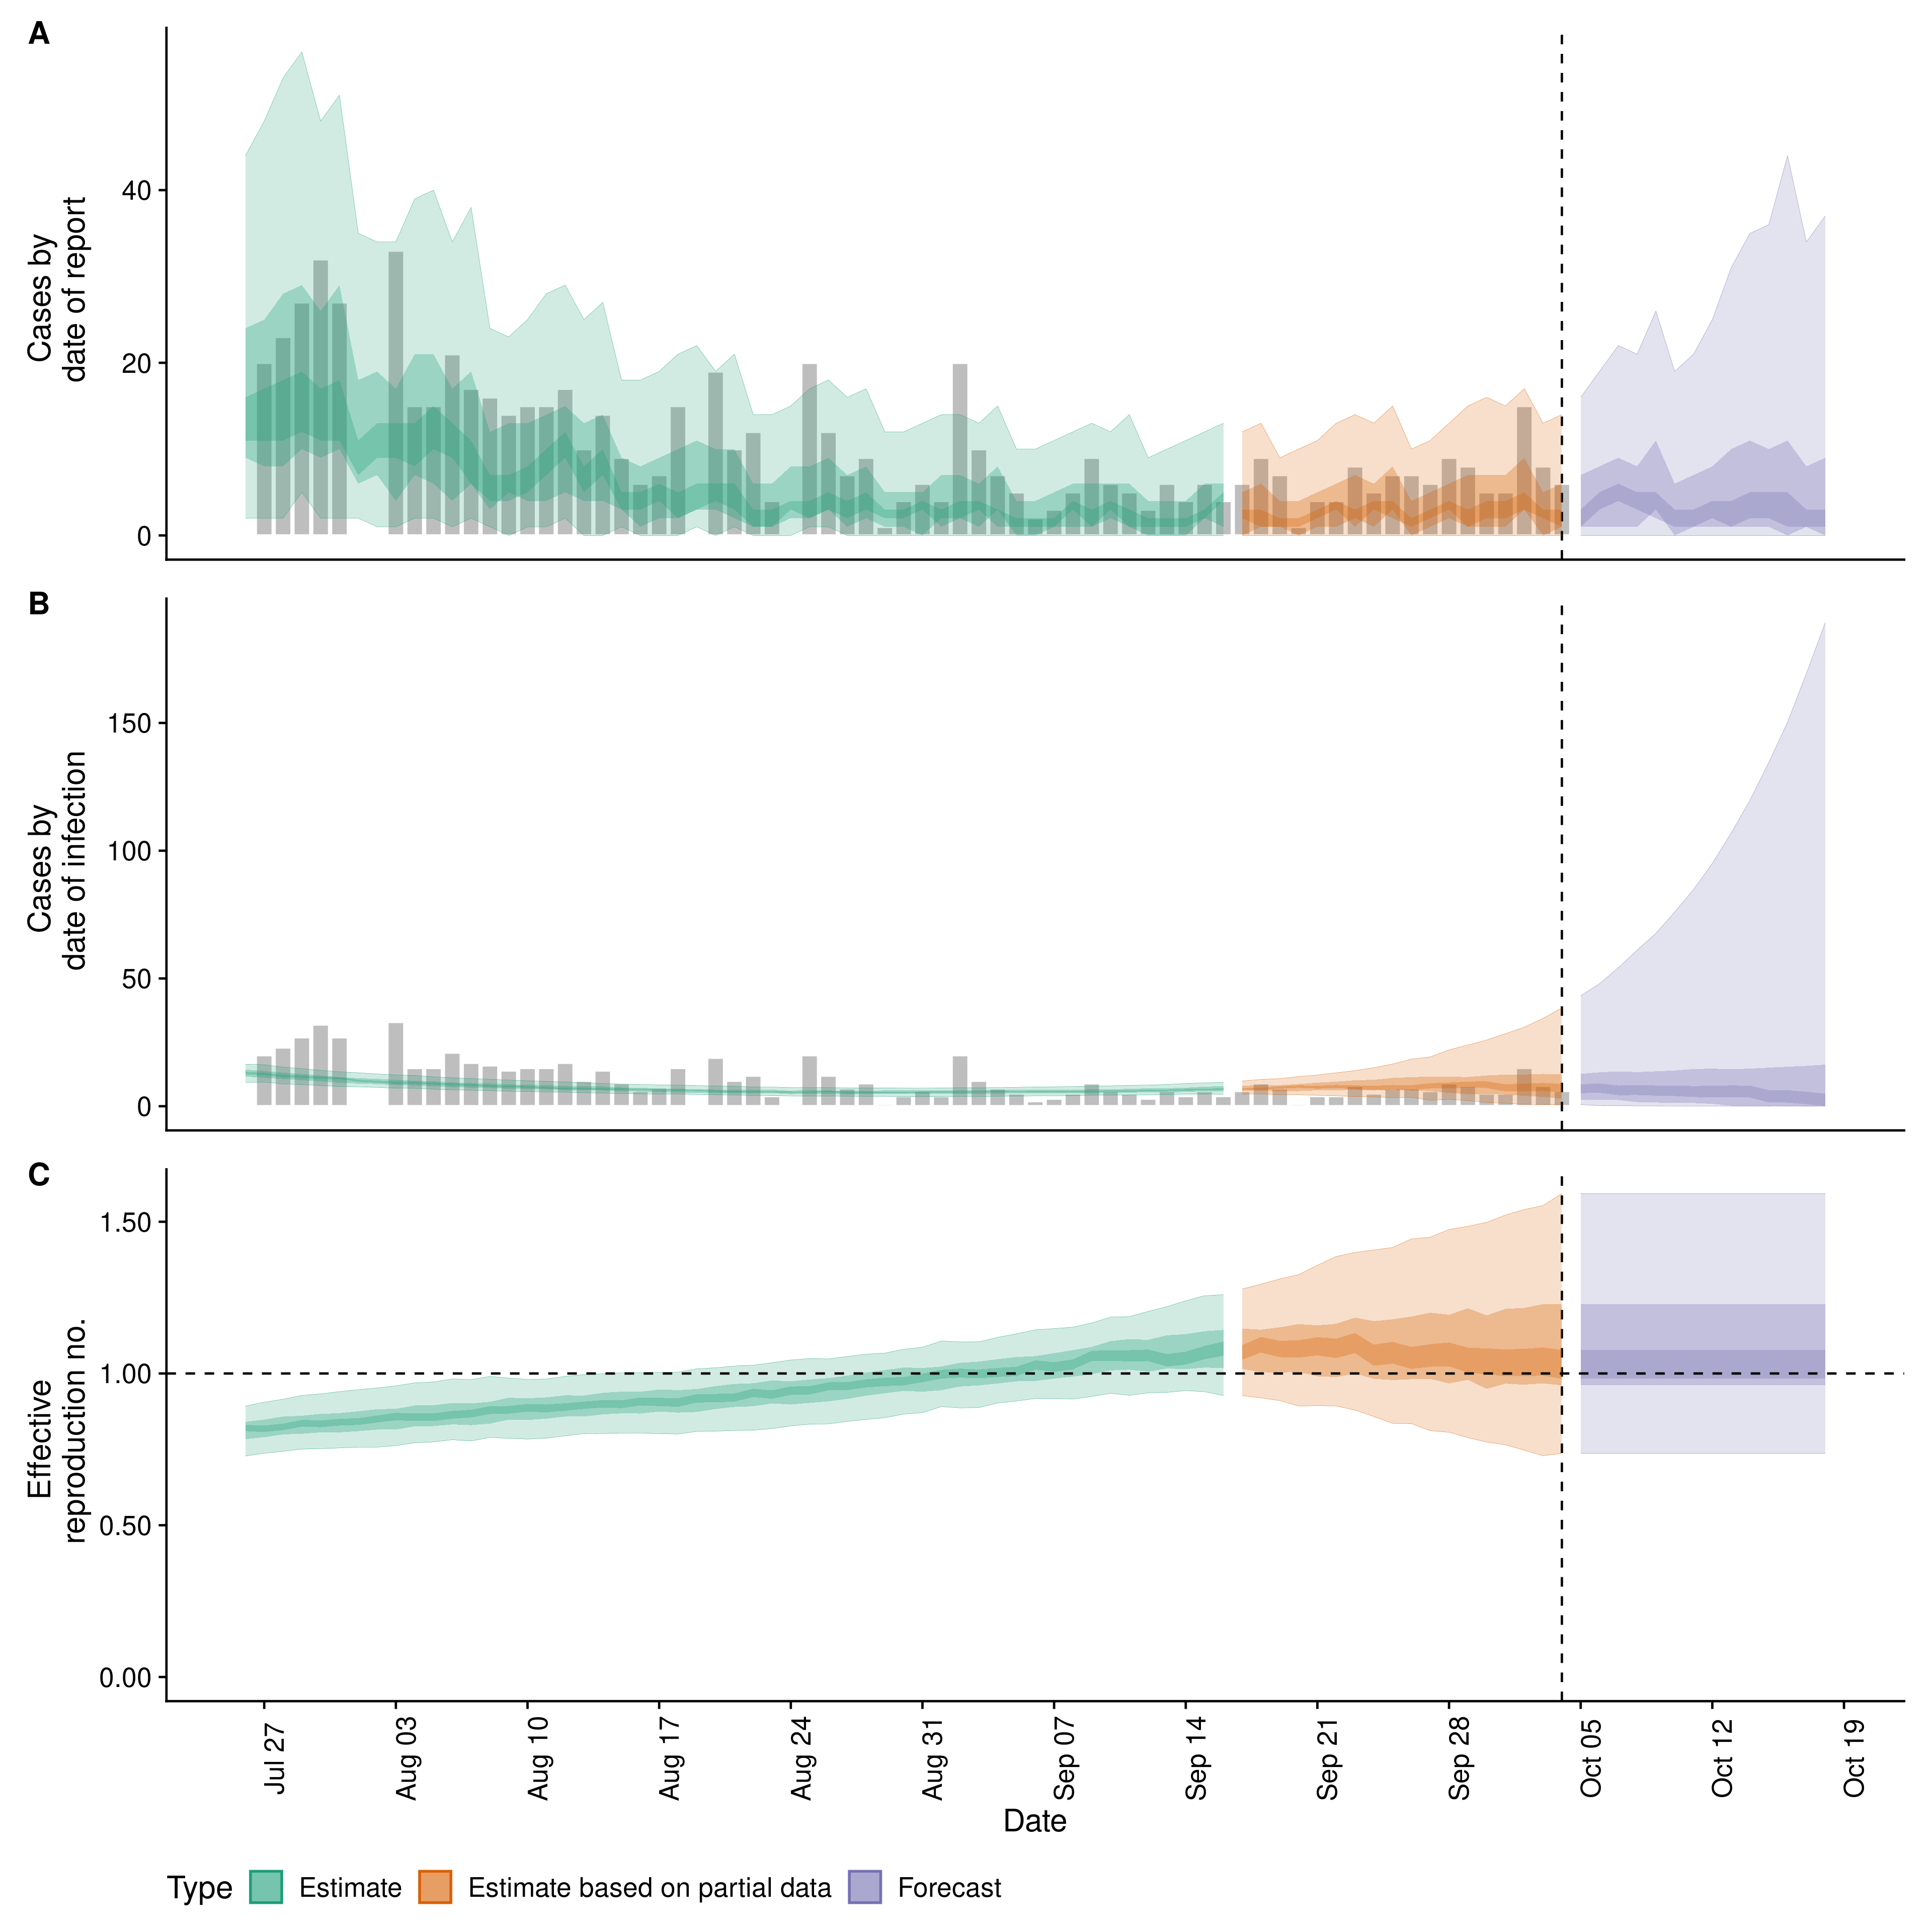 A
Cases by
date of report
40
20
0
B
Cases by
date of infection
150
100
50
0
C
Effective
reproduction no.
1.50
1.00
0.50
0.00
Jul 27
Aug 03
Aug 10
Aug 17
Aug 24
Aug 31
Sep 07
Sep 14
Sep 21
Sep 28
Oct 05
Oct 12
Oct 19
Date
Type Estimate Estimate based on partial data Forecast